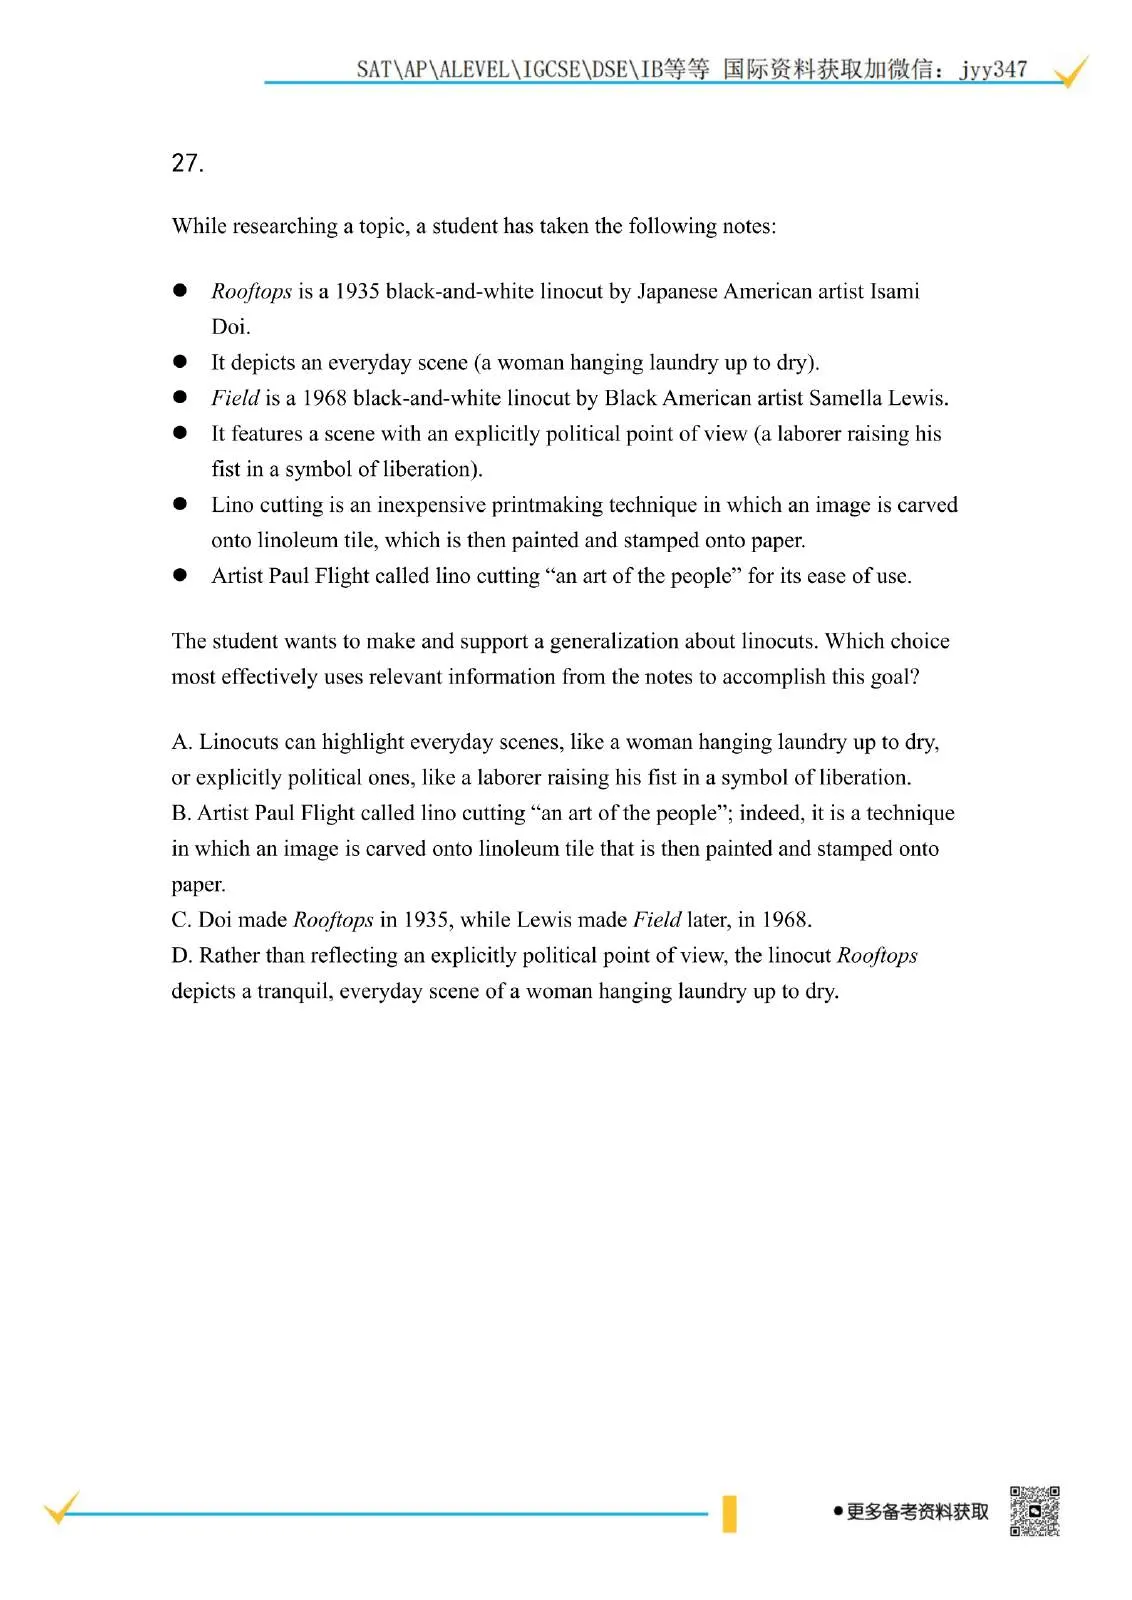 SAT\AP\ALEVEL\IGCSE\DSE\IB等等 国际资料获取加微信：jyy347
27.
While researching a topic, a student has taken the following notes:
● Rooftops is a 1935 black-and-white linocut by Japanese American artist Isami
Doi.
● It depicts an everyday scene (a woman hanging laundry up to dry).
● Field is a 1968 black-and-white linocut by Black American artist Samella Lewis.
● It features a scene with an explicitly political point of view (a laborer raising his
fist in a symbol of liberation).
● Lino cutting is an inexpensive printmaking technique in which an image is carved
onto linoleum tile, which is then painted and stamped onto paper.
● Artist Paul Flight called lino cutting “an art of the people” for its ease of use.
The student wants to make and support a generalization about linocuts. Which choice
most effectively uses relevant information from the notes to accomplish this goal?
A. Linocuts can highlight everyday scenes, like a woman hanging laundry up to dry,
or explicitly political ones, like a laborer raising his fist in a symbol of liberation.
B. Artist Paul Flight called lino cutting “an art of the people”; indeed, it is a technique
in which an image is carved onto linoleum tile that is then painted and stamped onto
paper.
C. Doi made Rooftops in 1935, while Lewis made Field later, in 1968.
D. Rather than reflecting an explicitly political point of view, the linocut Rooftops
depicts a tranquil, everyday scene of a woman hanging laundry up to dry.
●更多备考资料获取